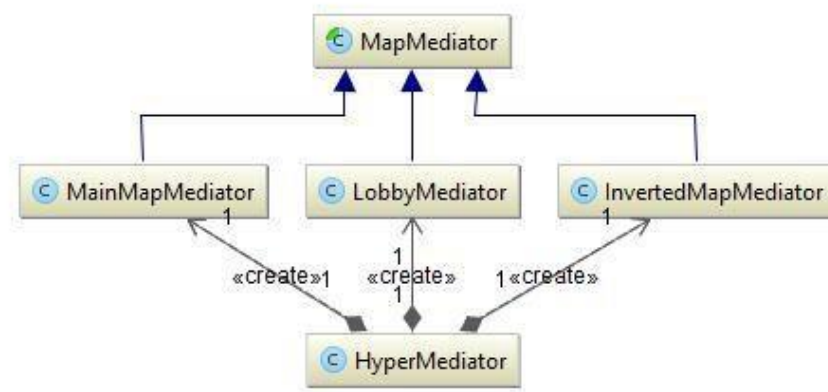 C MapMediator
C MainMapMediator
C LobbyMediator
C InvertedMapMediator
1
1
1
«create»
1
«create»
1
1
«create»
C HyperMediator